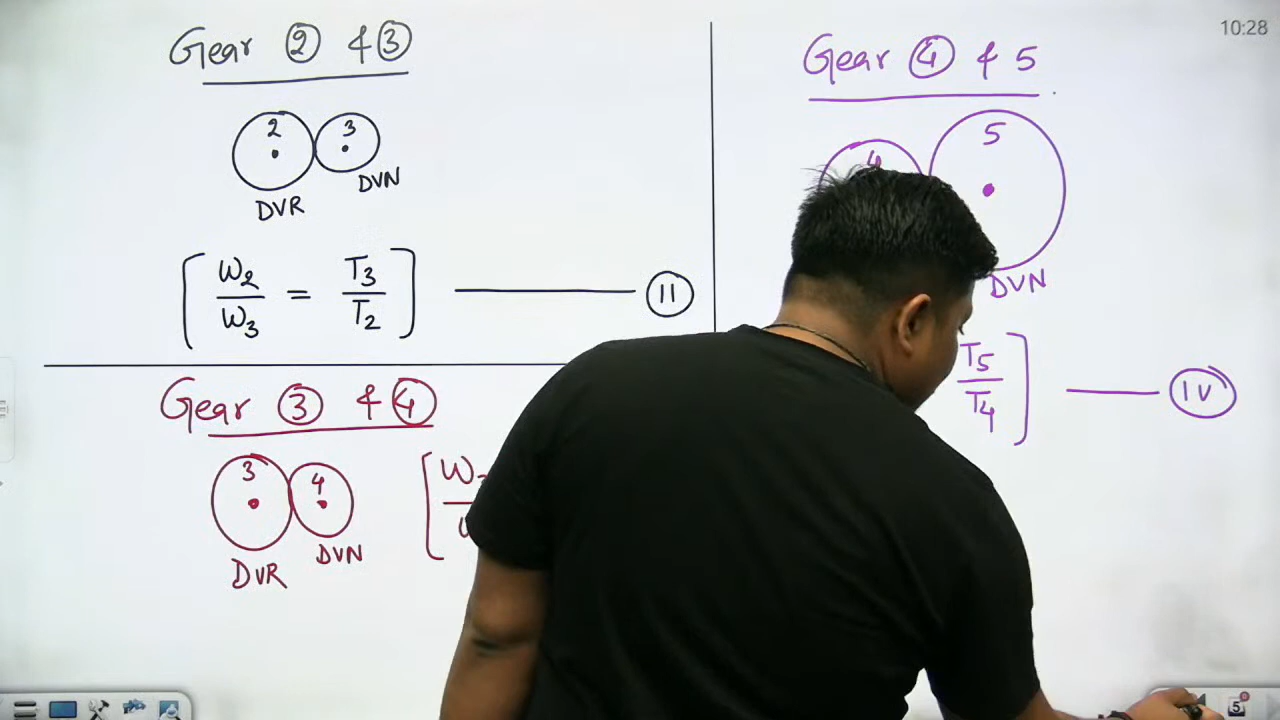 10:28
Gear ② & ③
2 3
DVN
DVR
W2/W3 = T3/T2
II
Gear ③ & ④
3 4
DVN
DVR
W
Gear ④ & 5
4 5
DVN
T5/T4
IV
5